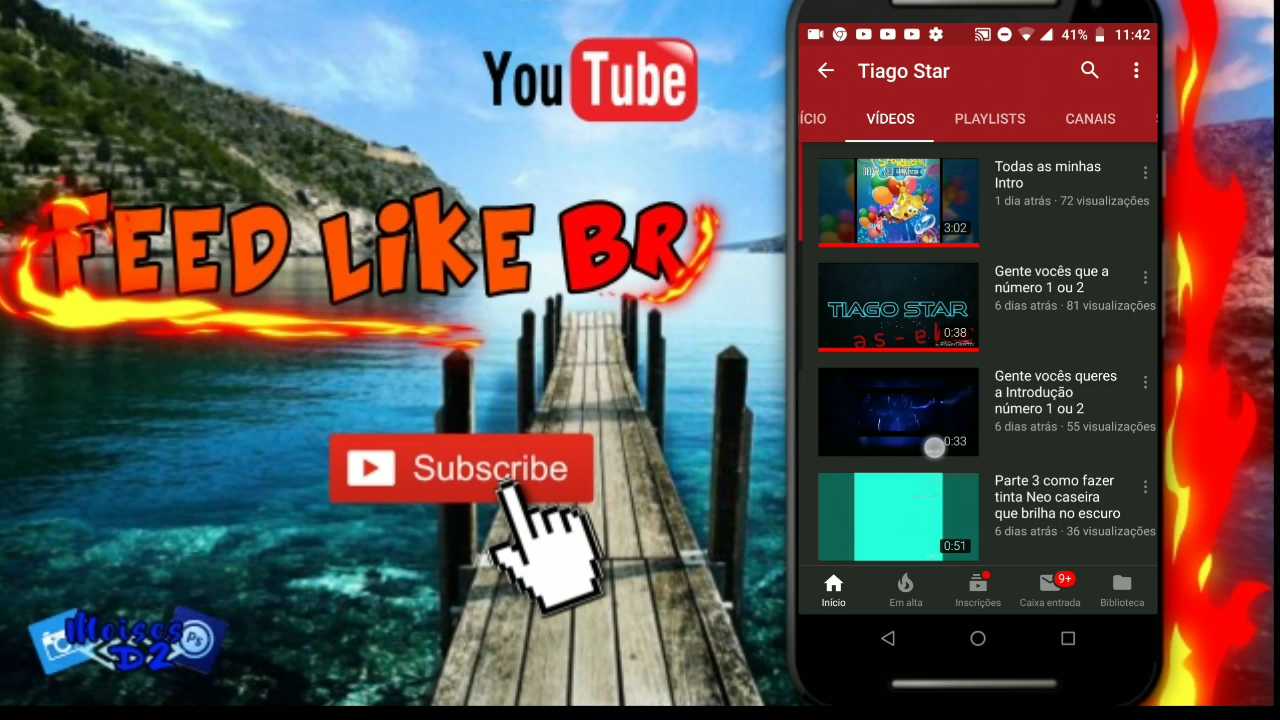 YouTube
FEED LiKE BR
Subscribe
Moises
DZ
Ps
41% 11:42
Tiago Star
ÍCIO VÍDEOS PLAYLISTS CANAIS
3:02
Todas as minhas
Intro
1 dia atrás · 72 visualizações
TIAGO STAR
0:38
Gente vocês que a
número 1 ou 2
6 dias atrás · 81 visualizações
0:33
Gente vocês queres
a Introdução
número 1 ou 2
6 dias atrás · 55 visualizações
0:51
Parte 3 como fazer
tinta Neo caseira
que brilha no escuro
6 dias atrás · 36 visualizações
9+
Início Em alta Inscrições Caixa entrada Biblioteca